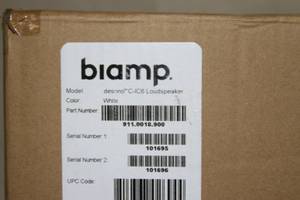 biamp.
Model: desono™ C-IC6 Loudspeaker
Color: White
Part Number:
911.0018.900
Serial Number 1:
101695
Serial Number 2:
101696
UPC Code: